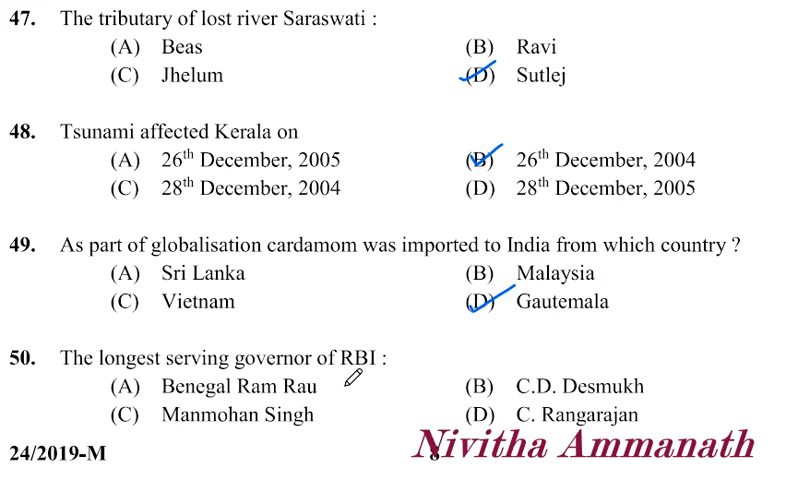 47. The tributary of lost river Saraswati :
(A) Beas (B) Ravi
(C) Jhelum (D) Sutlej
48. Tsunami affected Kerala on
(A) 26th December, 2005 (B) 26th December, 2004
(C) 28th December, 2004 (D) 28th December, 2005
49. As part of globalisation cardamom was imported to India from which country ?
(A) Sri Lanka (B) Malaysia
(C) Vietnam (D) Gautemala
50. The longest serving governor of RBI :
(A) Benegal Ram Rau (B) C.D. Desmukh
(C) Manmohan Singh (D) C. Rangarajan
24/2019-M Nivitha Ammanath